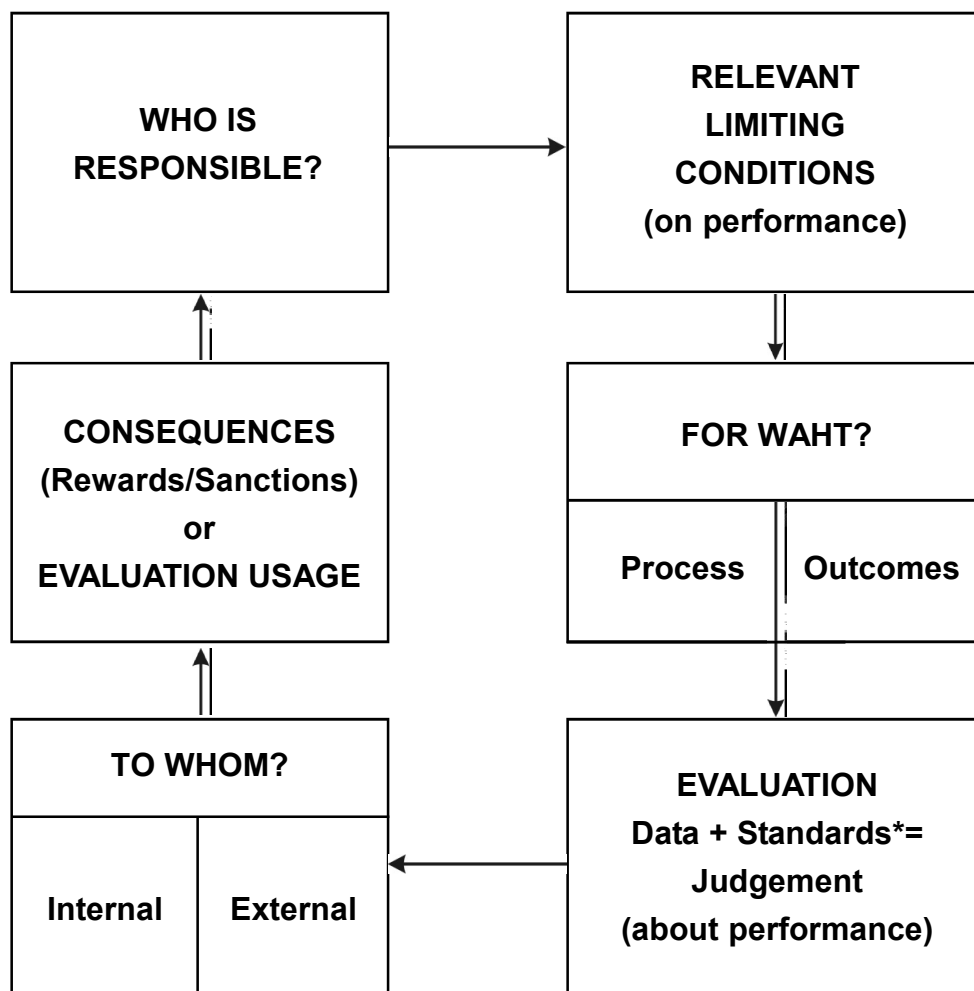 WHO IS
RESPONSIBLE?
RELEVANT
LIMITING
CONDITIONS
(on performance)
FOR WAHT?
Process
Outcomes
EVALUATION
Data + Standards*=
Judgement
(about performance)
TO WHOM?
Internal
External
CONSEQUENCES
(Rewards/Sanctions)
or
EVALUATION USAGE